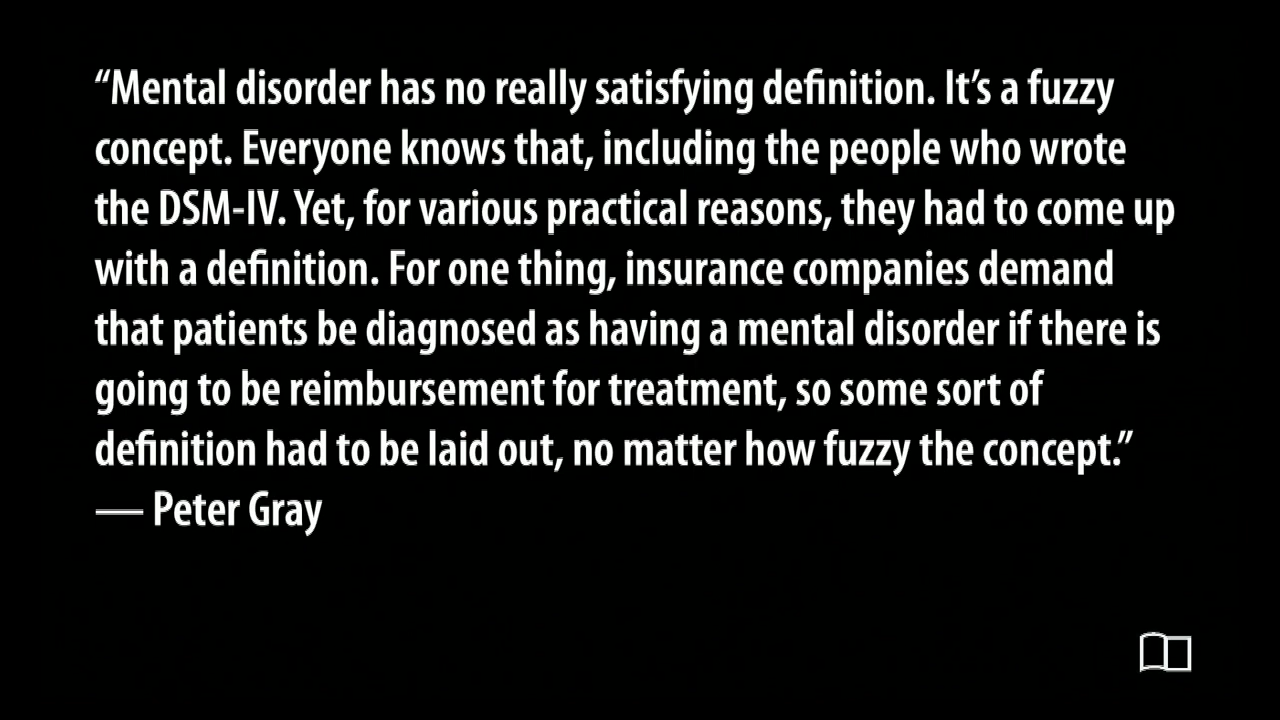 “Mental disorder has no really satisfying definition. It’s a fuzzy
concept. Everyone knows that, including the people who wrote
the DSM-IV. Yet, for various practical reasons, they had to come up
with a definition. For one thing, insurance companies demand
that patients be diagnosed as having a mental disorder if there is
going to be reimbursement for treatment, so some sort of
definition had to be laid out, no matter how fuzzy the concept.”
— Peter Gray